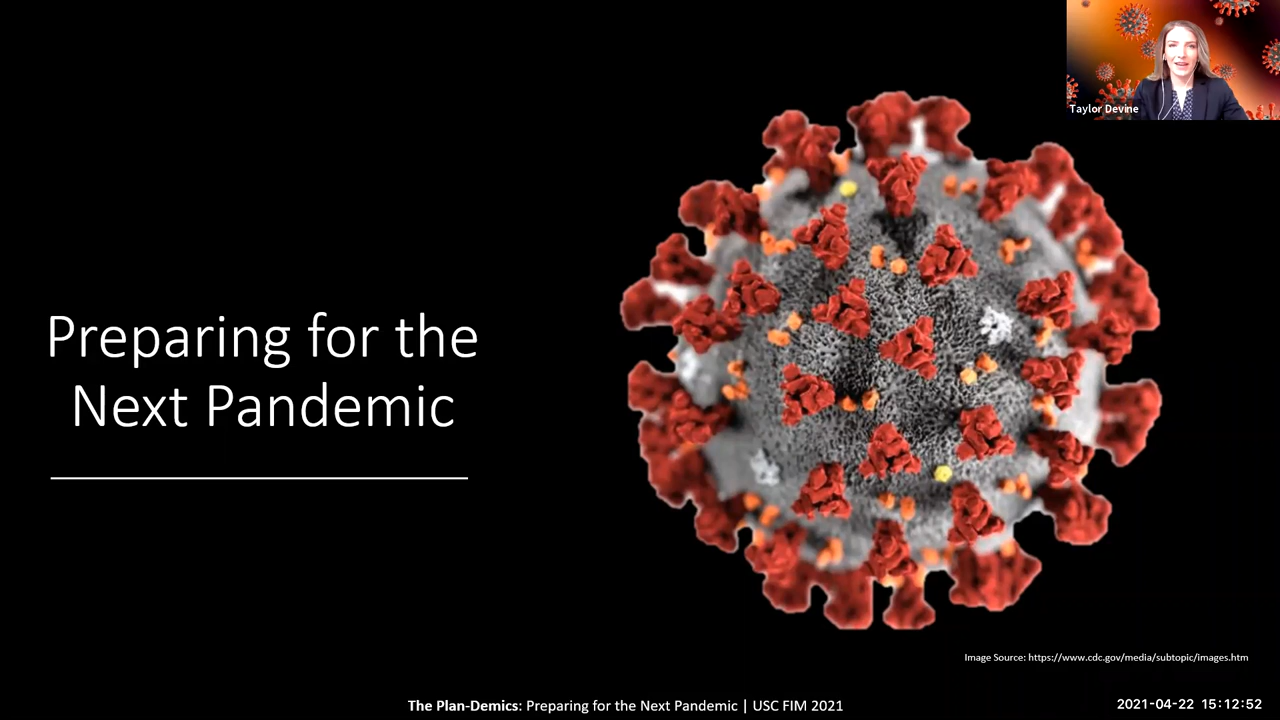 Taylor Devine
Preparing for the
Next Pandemic
Image Source: https://www.cdc.gov/media/subtopic/images.htm
The Plan-Demics: Preparing for the Next Pandemic | USC FIM 2021
2021-04-22 15:12:52